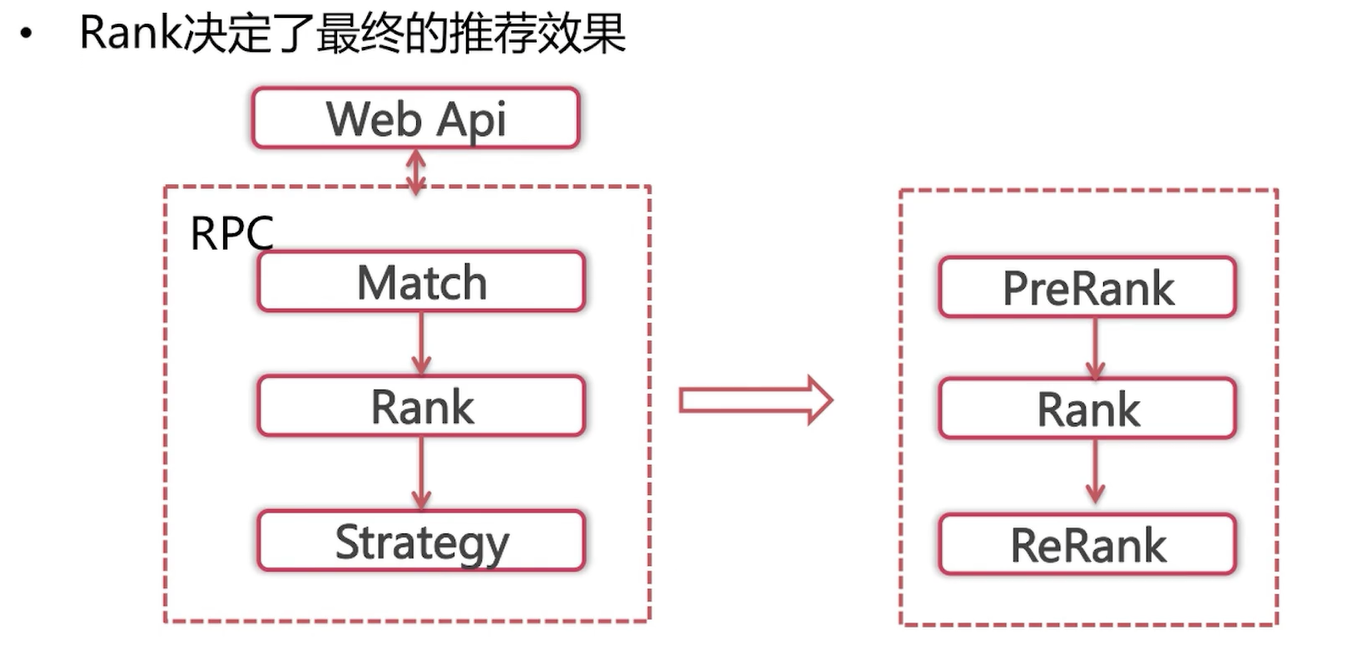 • Rank决定了最终的推荐效果
Web Api
RPC
Match
Rank
Strategy
PreRank
Rank
ReRank